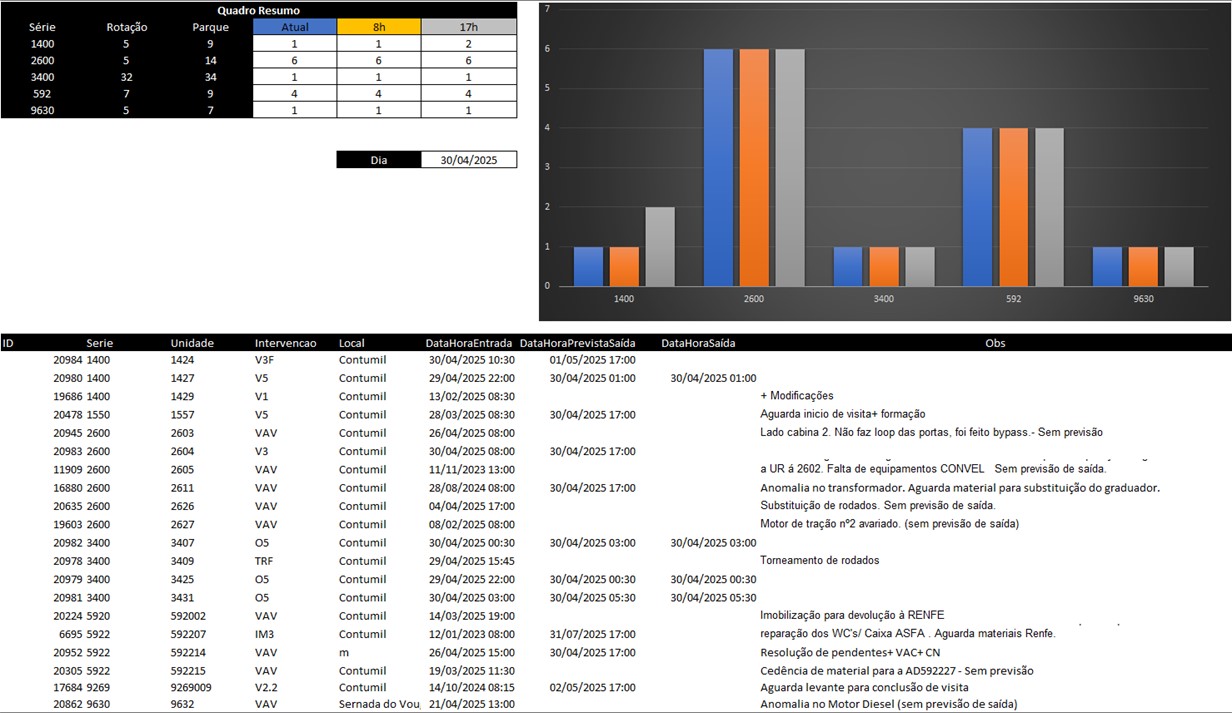 Quadro Resumo
Série Rotação Parque Atual 8h 17h
1400 5 9 1 1 2
2600 5 14 6 6 6
3400 32 34 1 1 1
592 7 9 4 4 4
9630 5 7 1 1 1
Dia 30/04/2025
7
6
5
4
3
2
1
0
1400 2600 3400 592 9630
ID Serie Unidade Intervencao Local DataHoraEntrada DataHoraPrevistaSaída DataHoraSaída Obs
20984 1400 1424 V3F Contumil 30/04/2025 10:30 01/05/2025 17:00
20980 1400 1427 V5 Contumil 29/04/2025 22:00 30/04/2025 01:00 30/04/2025 01:00
19686 1400 1429 V1 Contumil 13/02/2025 08:30 + Modificações
20478 1550 1557 V5 Contumil 28/03/2025 08:30 30/04/2025 17:00 Aguarda inicio de visita+ formação
20945 2600 2603 VAV Contumil 26/04/2025 08:00 Lado cabina 2. Não faz loop das portas, foi feito bypass.- Sem previsão
20983 2600 2604 V3 Contumil 30/04/2025 08:00 30/04/2025 17:00
11909 2600 2605 VAV Contumil 11/11/2023 13:00 a UR á 2602. Falta de equipamentos CONVEL Sem previsão de saída.
16880 2600 2611 VAV Contumil 28/08/2024 08:00 30/04/2025 17:00 Anomalia no transformador. Aguarda material para substituição do graduador.
20635 2600 2626 VAV Contumil 04/04/2025 17:00 Substituição de rodados. Sem previsão de saída.
19603 2600 2627 VAV Contumil 08/02/2025 08:00 Motor de tração nº2 avariado. (sem previsão de saída)
20982 3400 3407 O5 Contumil 30/04/2025 00:30 30/04/2025 03:00 30/04/2025 03:00
20978 3400 3409 TRF Contumil 29/04/2025 15:45 Torneamento de rodados
20979 3400 3425 O5 Contumil 29/04/2025 22:00 30/04/2025 00:30 30/04/2025 00:30
20981 3400 3431 O5 Contumil 30/04/2025 03:00 30/04/2025 05:30 30/04/2025 05:30
20224 5920 592002 VAV Contumil 14/03/2025 19:00 Imobilização para devolução à RENFE
6695 5922 592207 IM3 Contumil 12/01/2023 08:00 31/07/2025 17:00 reparação dos WC's/ Caixa ASFA . Aguarda materiais Renfe.
20952 5922 592214 VAV m 26/04/2025 15:00 30/04/2025 17:00 Resolução de pendentes+ VAC+ CN
20305 5922 592215 VAV Contumil 19/03/2025 11:30 Cedência de material para a AD592227 - Sem previsão
17684 9269 9269009 V2.2 Contumil 14/10/2024 08:15 02/05/2025 17:00 Aguarda levante para conclusão de visita
20862 9630 9632 VAV Sernada do Vou 21/04/2025 13:00 Anomalia no Motor Diesel (sem previsão de saída)